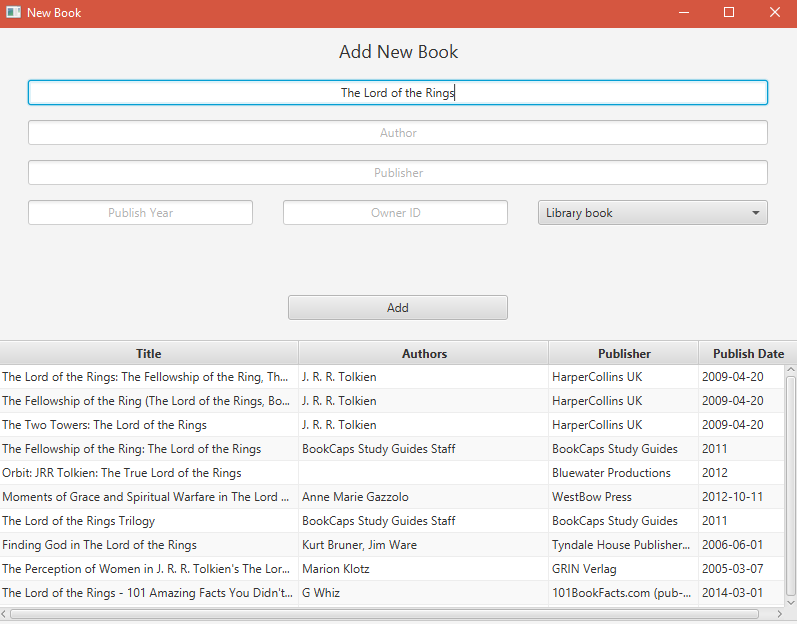 New Book
Add New Book
The Lord of the Rings
Author
Publisher
Publish Year Owner ID Library book
Add
Title Authors Publisher Publish Date
The Lord of the Rings: The Fellowship of the Ring, Th... J. R. R. Tolkien HarperCollins UK 2009-04-20
The Fellowship of the Ring (The Lord of the Rings, Bo... J. R. R. Tolkien HarperCollins UK 2009-04-20
The Two Towers: The Lord of the Rings J. R. R. Tolkien HarperCollins UK 2009-04-20
The Fellowship of the Ring: The Lord of the Rings BookCaps Study Guides Staff BookCaps Study Guides 2011
Orbit: JRR Tolkien: The True Lord of the Rings Bluewater Productions 2012
Moments of Grace and Spiritual Warfare in The Lord ... Anne Marie Gazzolo WestBow Press 2012-10-11
The Lord of the Rings Trilogy BookCaps Study Guides Staff BookCaps Study Guides 2011
Finding God in The Lord of the Rings Kurt Bruner, Jim Ware Tyndale House Publisher... 2006-06-01
The Perception of Women in J. R. R. Tolkien's The Lor... Marion Klotz GRIN Verlag 2005-03-07
The Lord of the Rings - 101 Amazing Facts You Didn't... G Whiz 101BookFacts.com (pub-... 2014-03-01